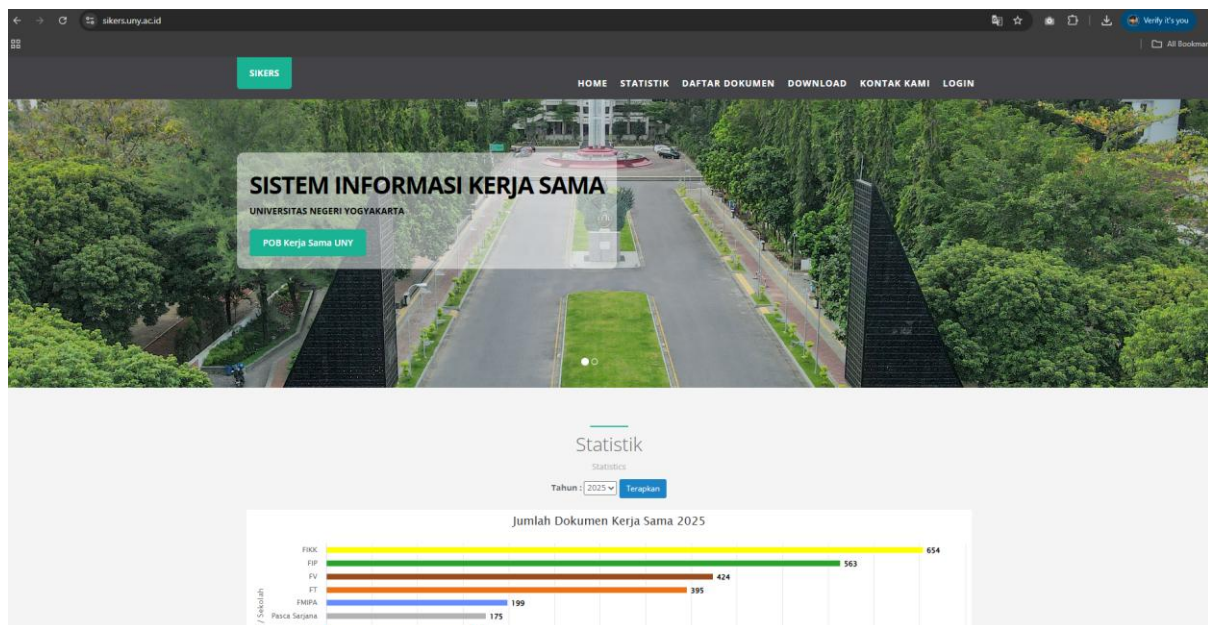 sikers.uny.ac.id
Verify it's you
All Bookmar
SIKERS
HOME STATISTIK DAFTAR DOKUMEN DOWNLOAD KONTAK KAMI LOGIN
SISTEM INFORMASI KERJA SAMA
UNIVERSITAS NEGERI YOGYAKARTA
POB Kerja Sama UNY
Statistik
Statistics
Tahun : 2025 Terapkan
Jumlah Dokumen Kerja Sama 2025
FIKK 654
FIP 563
FV 424
FT 395
FMIPA 199
Pasca Sarjana 175
/ Sekolah